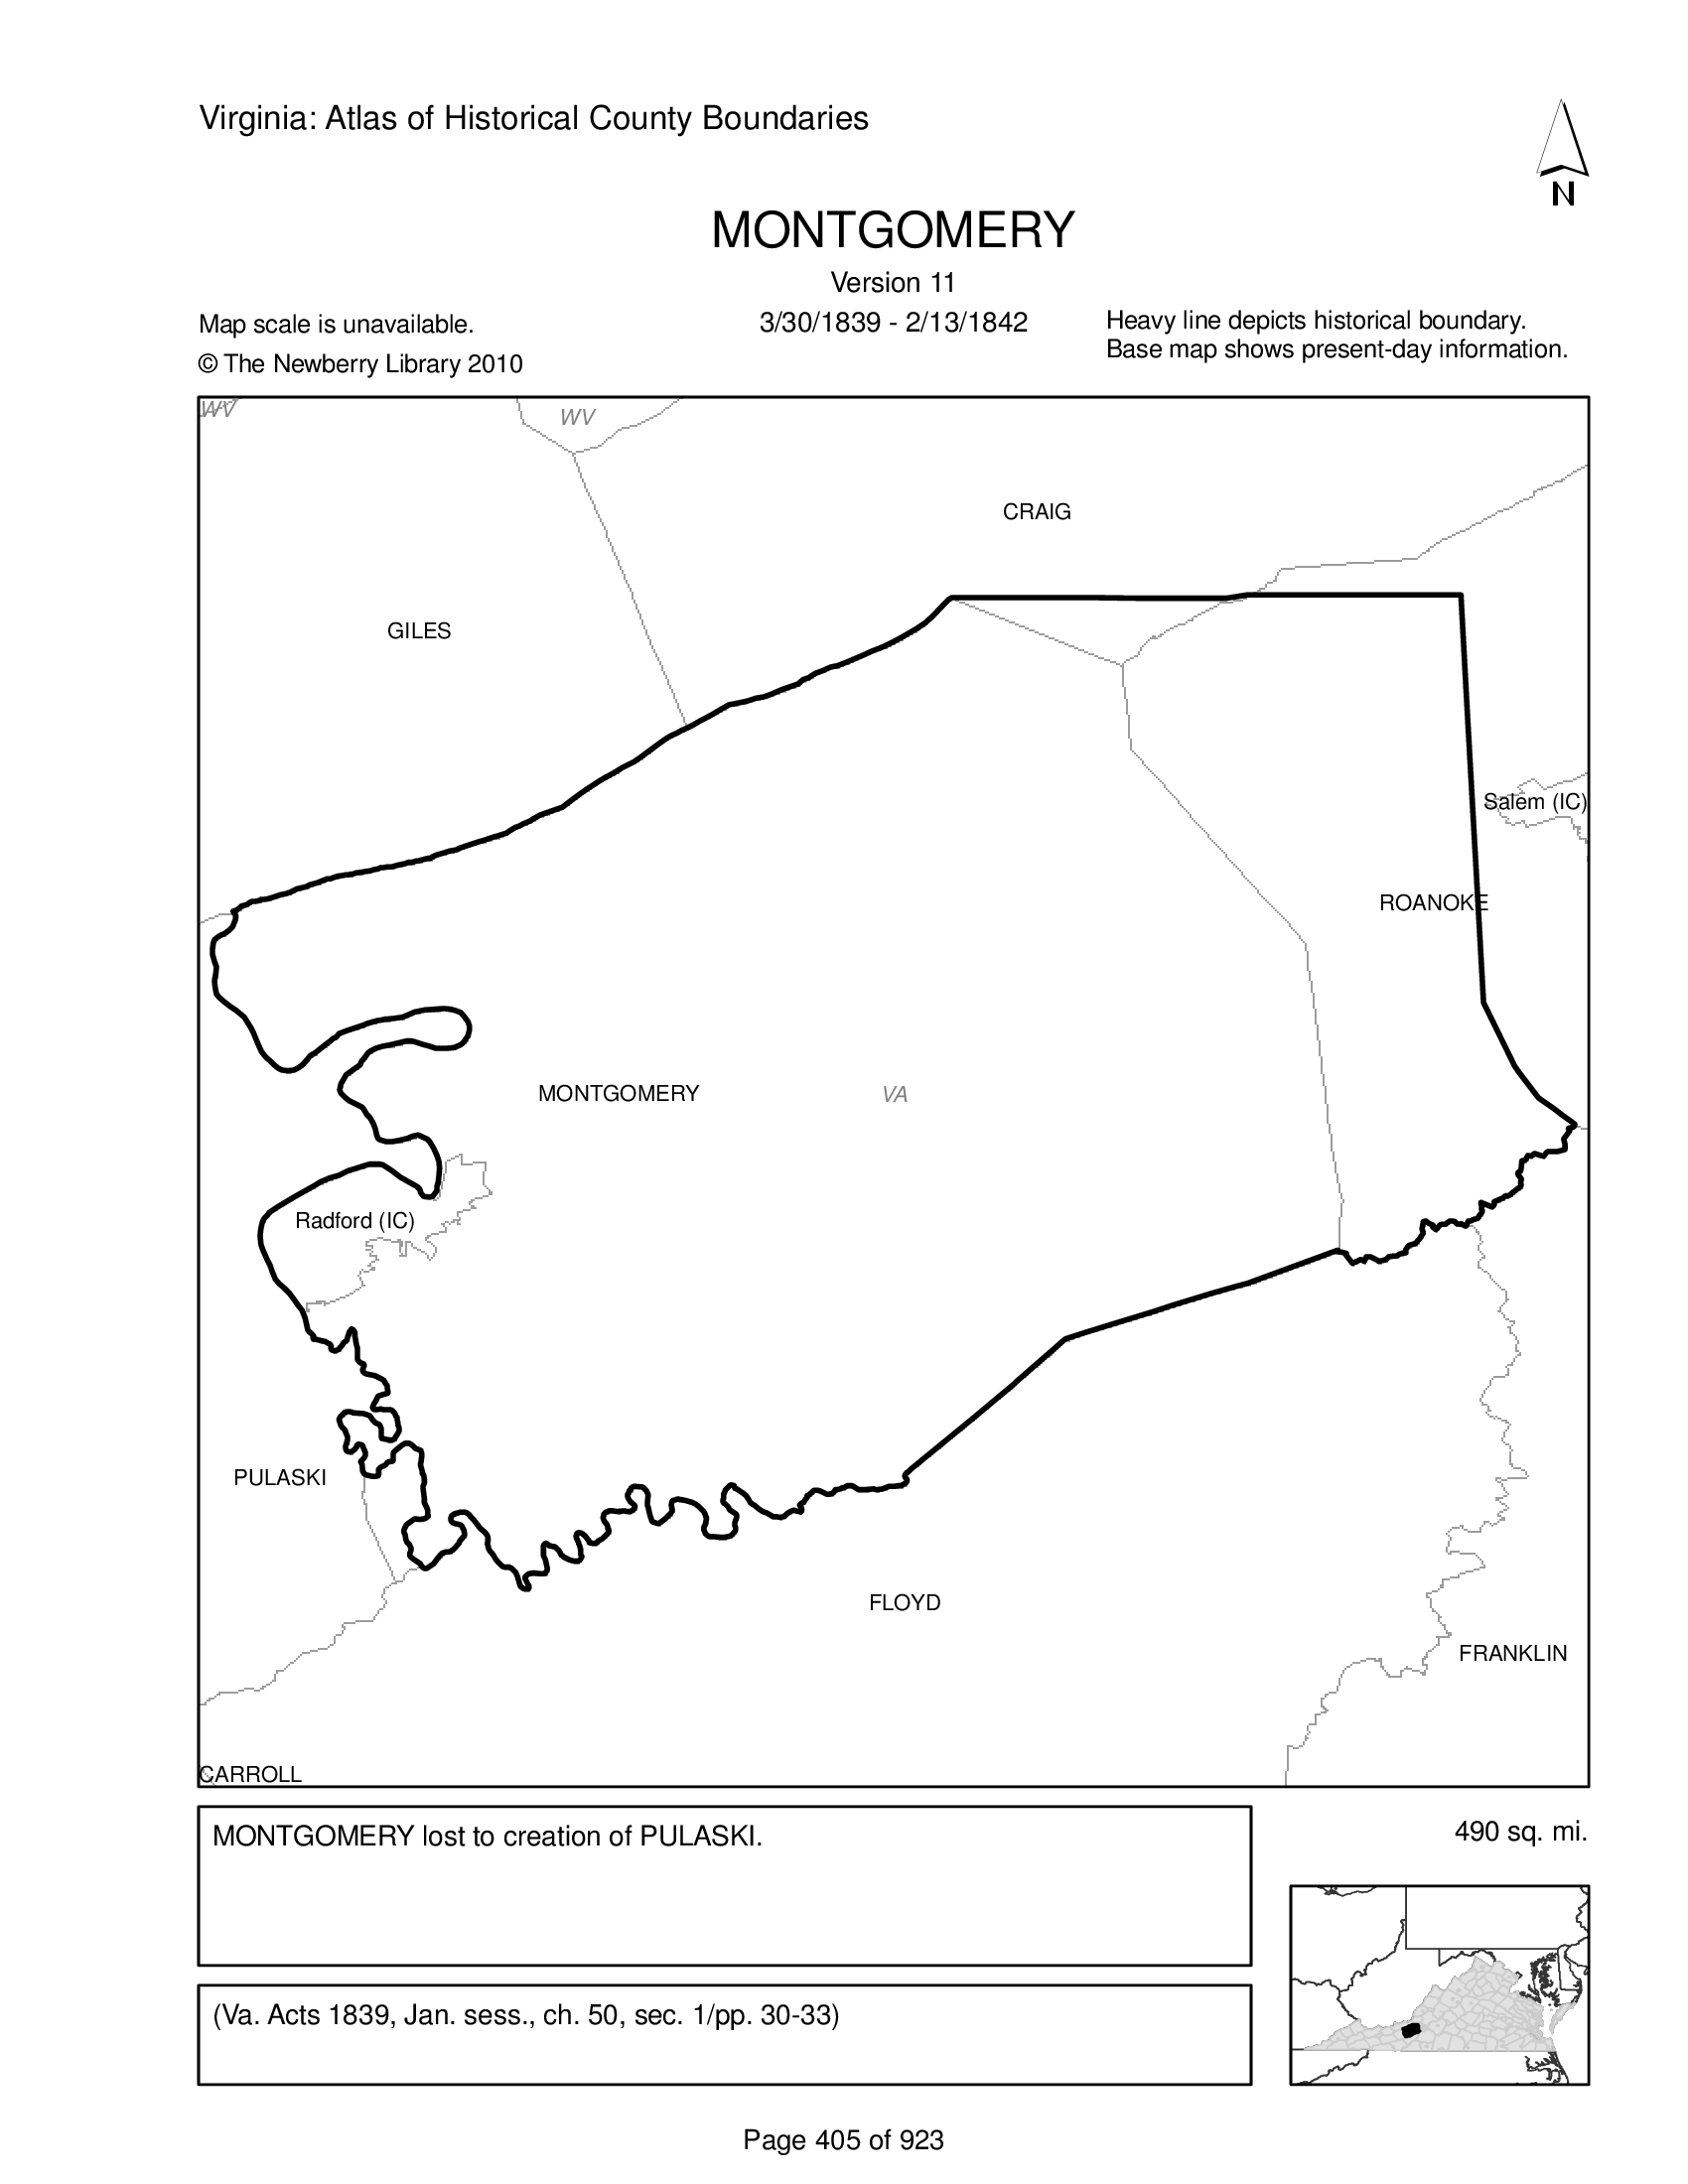 Virginia: Atlas of Historical County Boundaries
N
MONTGOMERY
Version 11
3/30/1839 - 2/13/1842
Map scale is unavailable.
© The Newberry Library 2010
Heavy line depicts historical boundary.
Base map shows present-day information.
WV
WV
CRAIG
GILES
Salem (IC)
ROANOKE
MONTGOMERY
VA
Radford (IC)
PULASKI
FLOYD
FRANKLIN
CARROLL
MONTGOMERY lost to creation of PULASKI.
490 sq. mi.
(Va. Acts 1839, Jan. sess., ch. 50, sec. 1/pp. 30-33)
Page 405 of 923